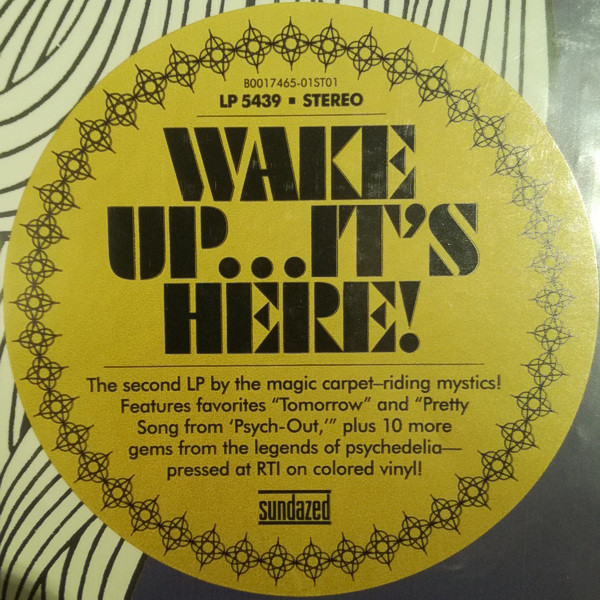 B0017465-01ST01
LP 5439 ▪ STEREO
WAKE
UP...IT'S
HERE!
The second LP by the magic carpet–riding mystics!
Features favorites “Tomorrow” and “Pretty
Song from ‘Psych-Out,’” plus 10 more
gems from the legends of psychedelia—
pressed at RTI on colored vinyl!
sundazed